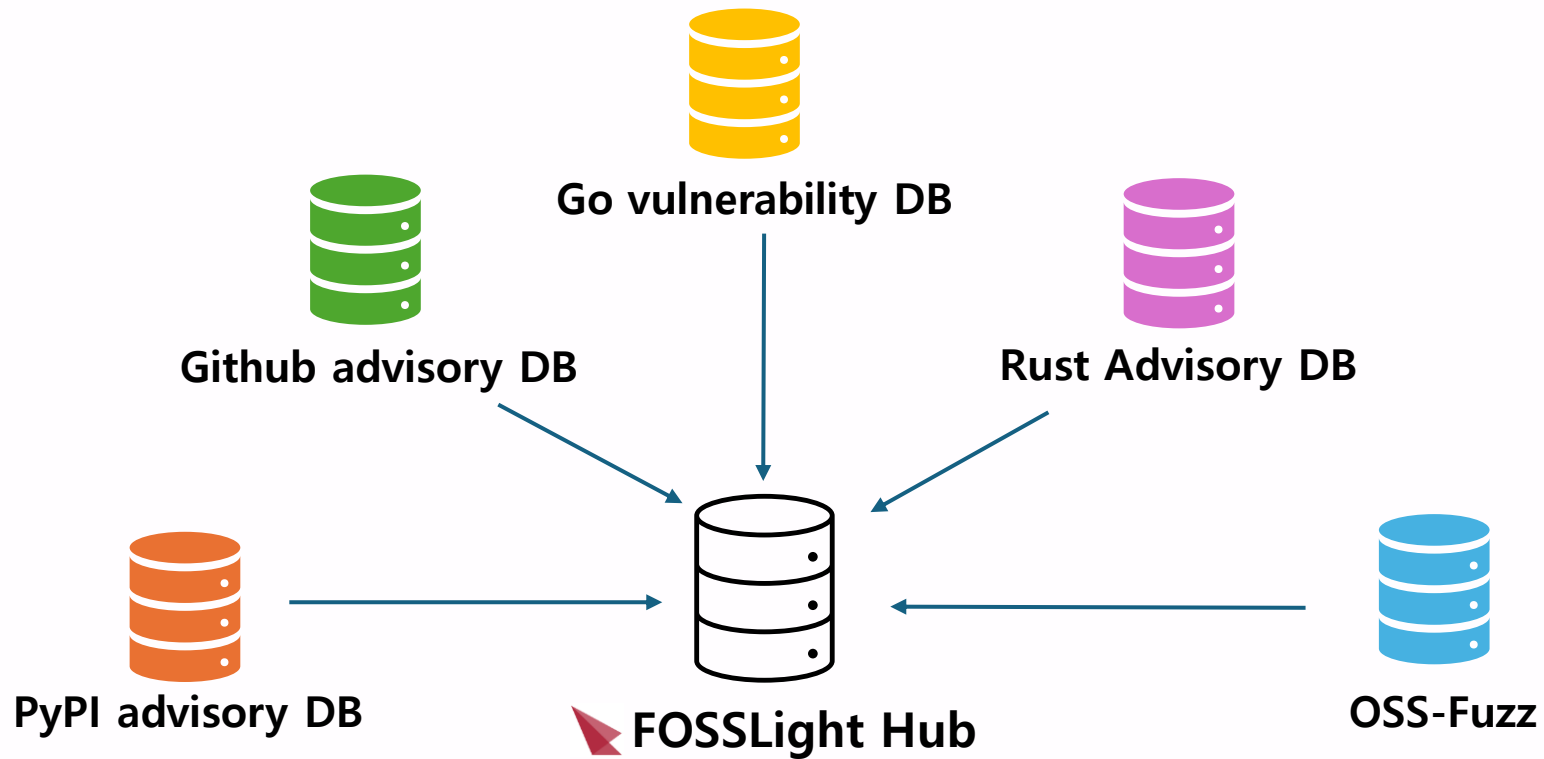 Go vulnerability DB
Github advisory DB
Rust Advisory DB
PyPI advisory DB
FOSSLight Hub
OSS-Fuzz